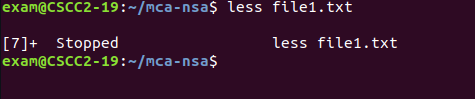 exam@CSCC2-19:~/mca-nsa$ less file1.txt
[7]+  Stopped                 less file1.txt
exam@CSCC2-19:~/mca-nsa$